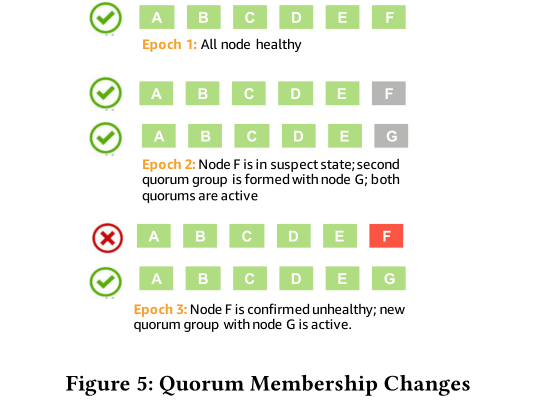 A B C D E F
Epoch 1: All node healthy
A B C D E F
A B C D E G
Epoch 2: Node F is in suspect state; second
quorum group is formed with node G; both
quorums are active
A B C D E F
A B C D E G
Epoch 3: Node F is confirmed unhealthy; new
quorum group with node G is active.
Figure 5: Quorum Membership Changes